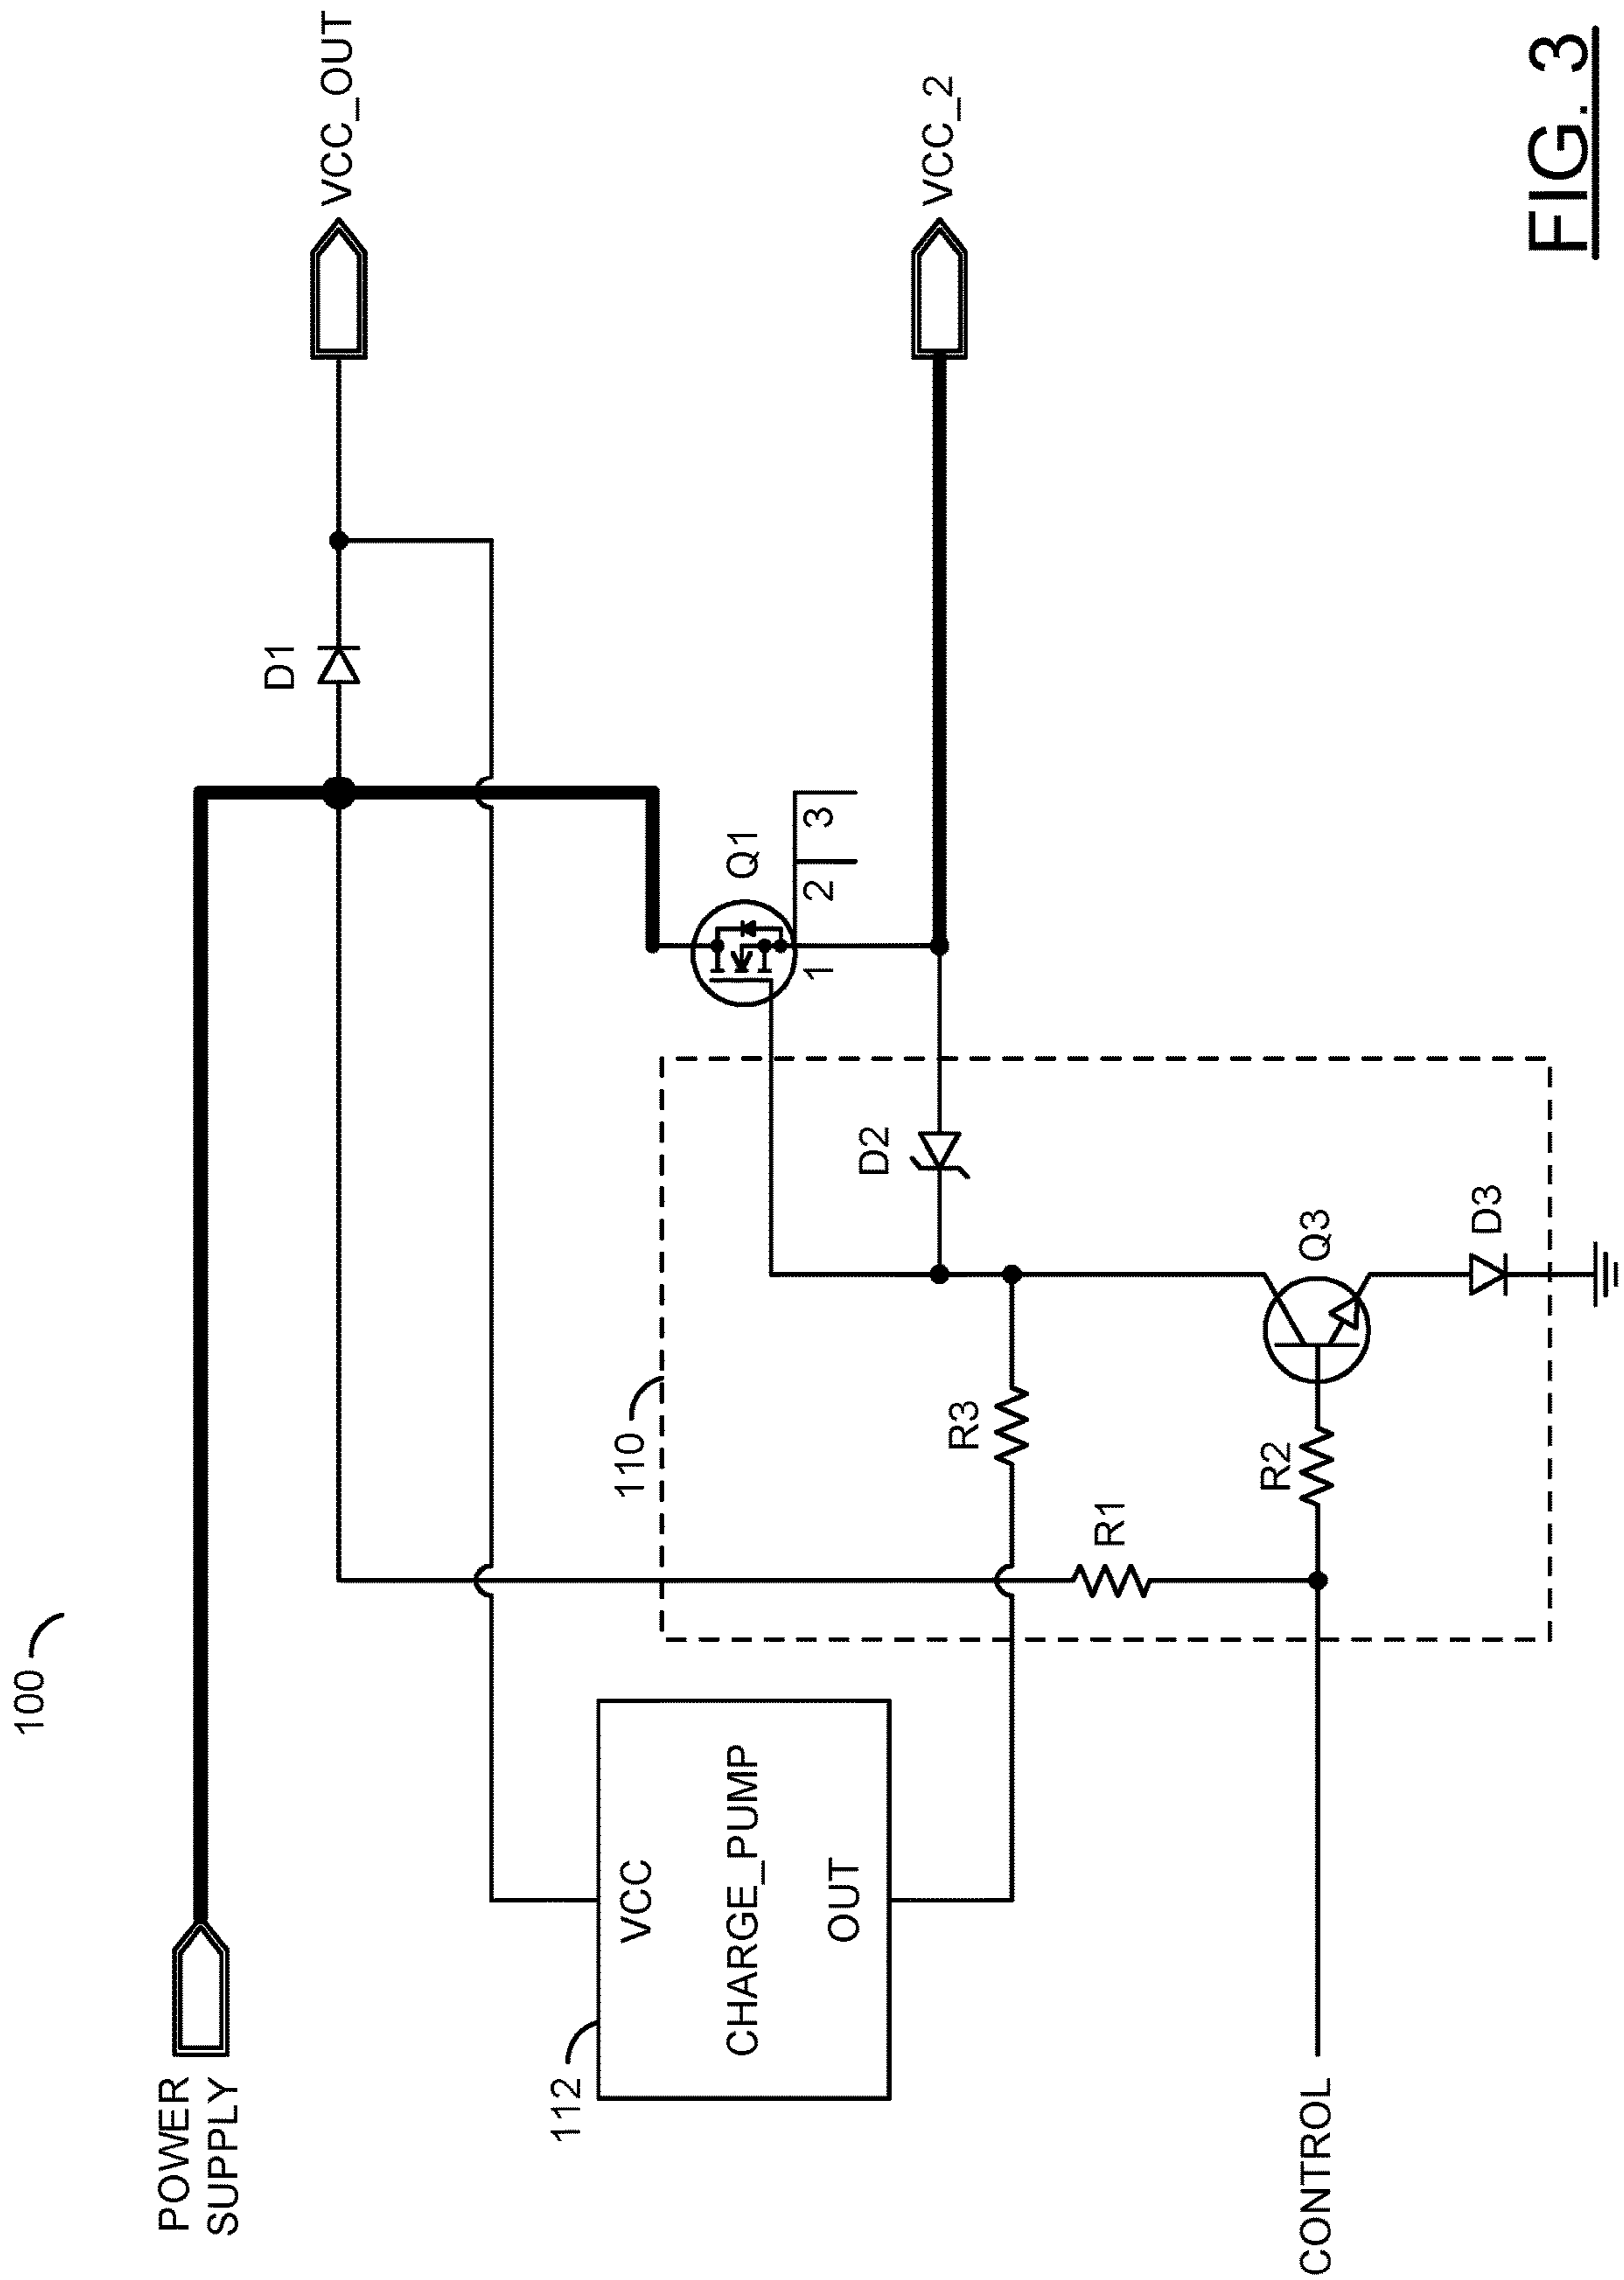 100
POWER
SUPPLY
D1
VCC_OUT
112
VCC
CHARGE_PUMP
OUT
110
Q1
1
2
3
D2
VCC_2
R3
R1
R2
Q3
D3
CONTROL
FIG. 3